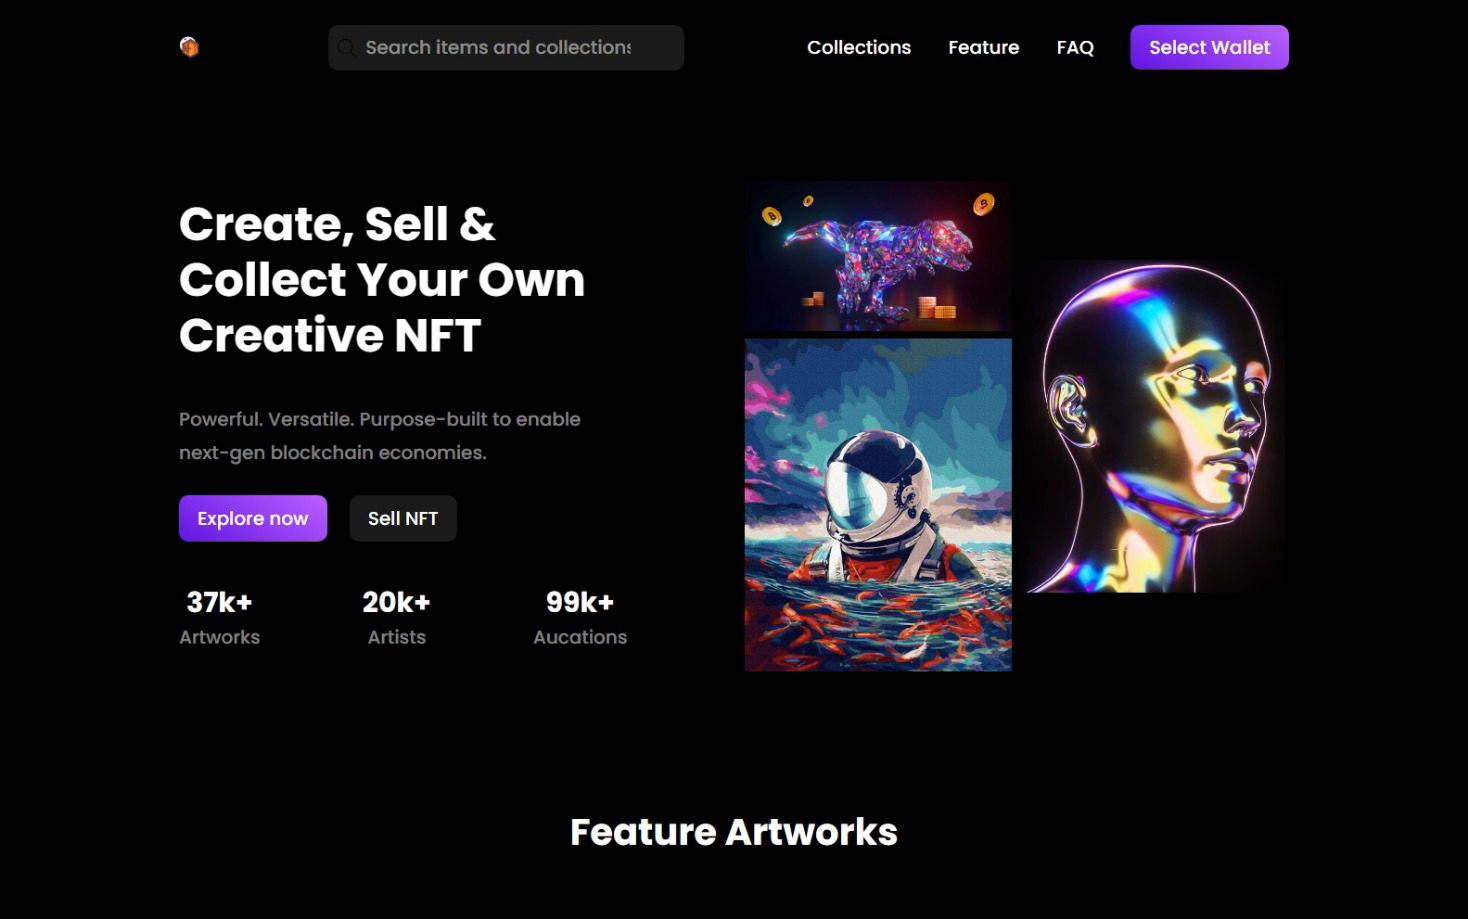 Search items and collections
Collections
Feature
FAQ
Select Wallet
Create, Sell &
Collect Your Own
Creative NFT
Powerful. Versatile. Purpose-built to enable
next-gen blockchain economies.
Explore now
Sell NFT
37k+
Artworks
20k+
Artists
99k+
Aucations
Feature Artworks